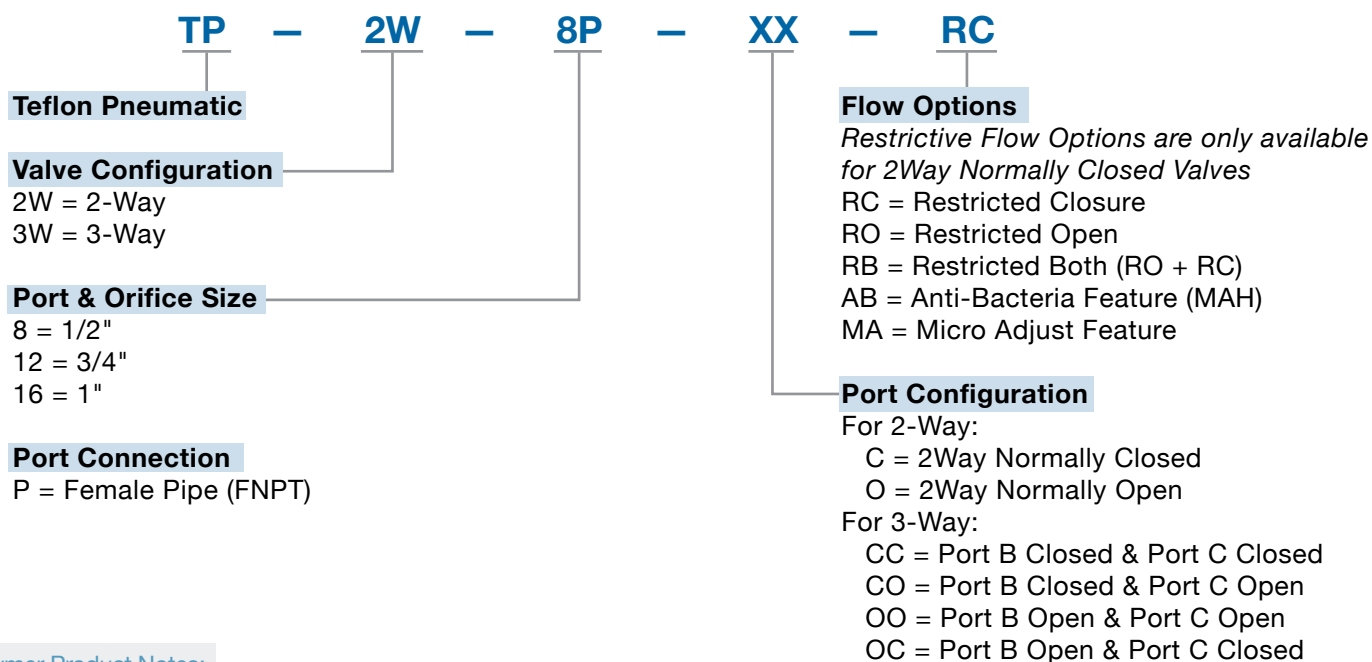 TP – 2W – 8P – XX – RC
Teflon Pneumatic
Valve Configuration
2W = 2-Way
3W = 3-Way
Port & Orifice Size
8 = 1/2"
12 = 3/4"
16 = 1"
Port Connection
P = Female Pipe (FNPT)
Flow Options
Restrictive Flow Options are only available
for 2Way Normally Closed Valves
RC = Restricted Closure
RO = Restricted Open
RB = Restricted Both (RO + RC)
AB = Anti-Bacteria Feature (MAH)
MA = Micro Adjust Feature
Port Configuration
For 2-Way:
C = 2Way Normally Closed
O = 2Way Normally Open
For 3-Way:
CC = Port B Closed & Port C Closed
CO = Port B Closed & Port C Open
OO = Port B Open & Port C Open
OC = Port B Open & Port C Closed
Product Notes: